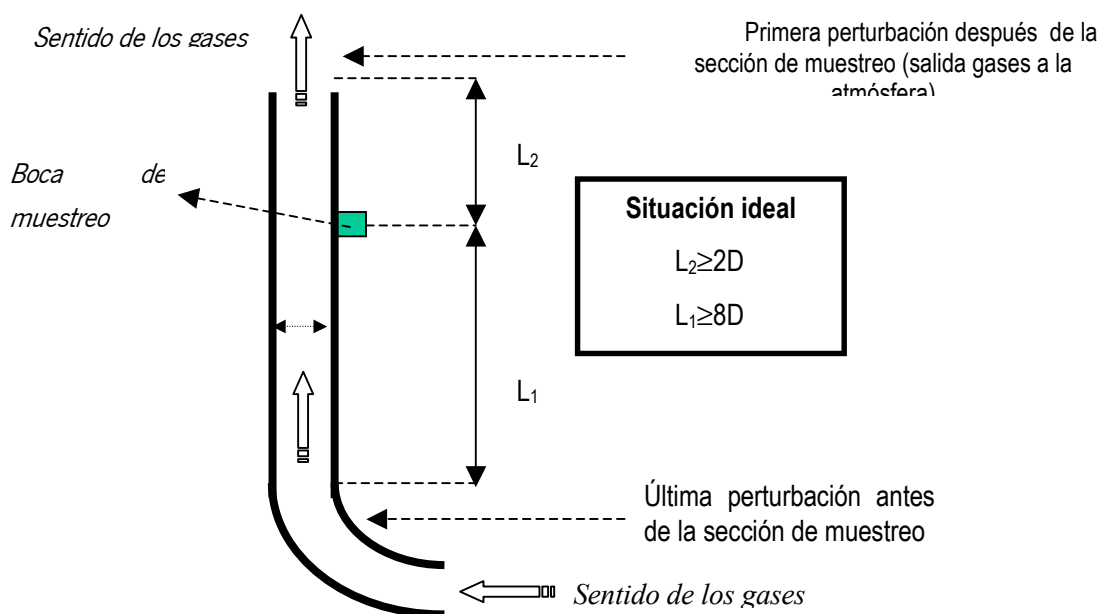 Sentido de los gases
Primera perturbación después de la
sección de muestreo (salida gases a la
atmósfera)
L₂
Boca de
muestreo
Situación ideal
L₂≥2D
L₁≥8D
L₁
Última perturbación antes
de la sección de muestreo
Sentido de los gases